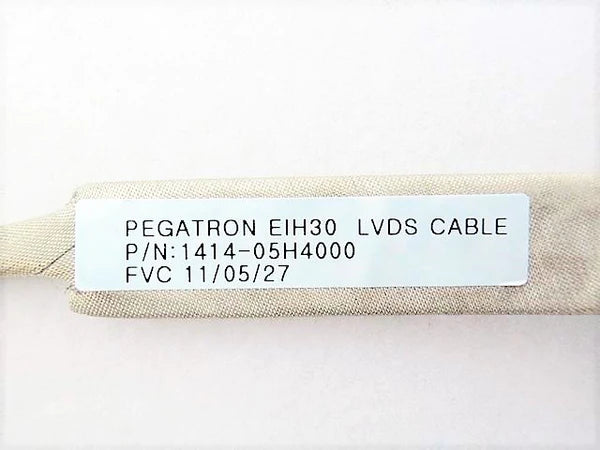 PEGATRON EIH30 LVDS CABLE
P/N:1414-05H4000
FVC 11/05/27